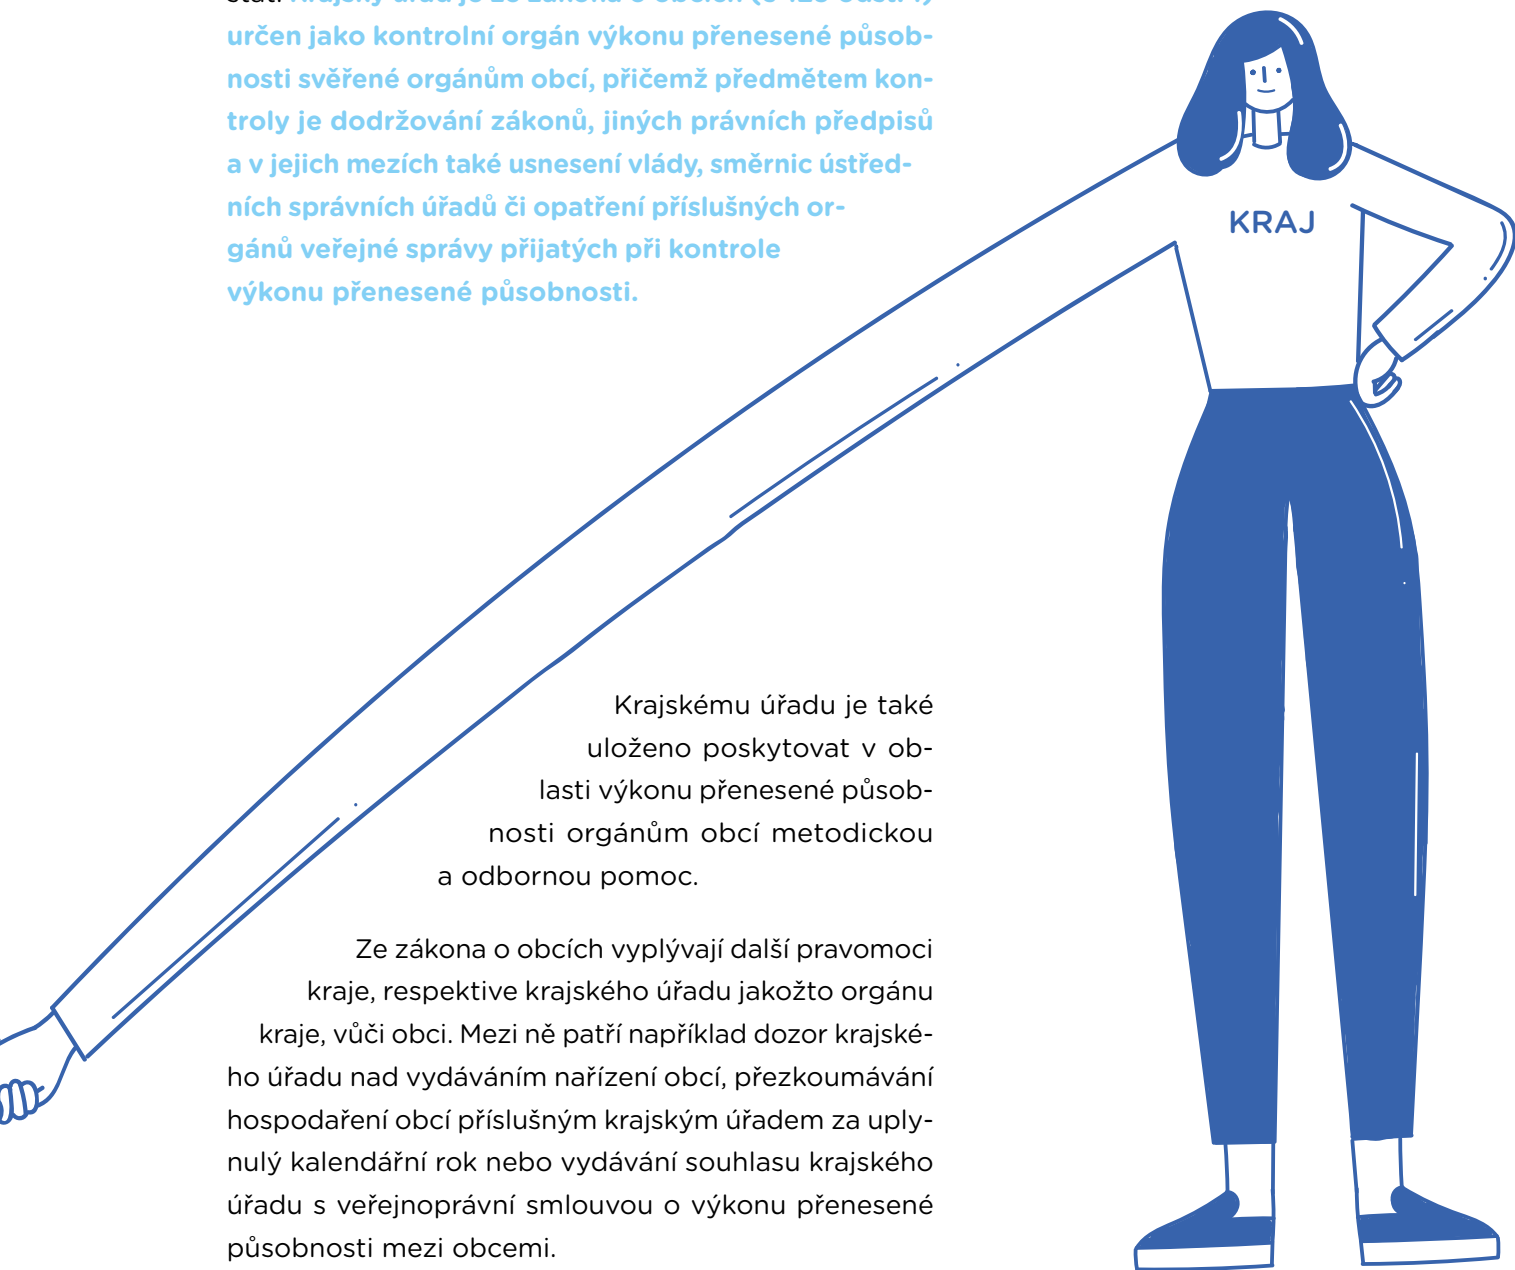 určen jako kontrolní orgán výkonu přenesené působ-
nosti svěřené orgánům obcí, přičemž předmětem kon-
troly je dodržování zákonů, jiných právních předpisů
a v jejich mezích také usnesení vlády, směrnic ústřed-
ních správních úřadů či opatření příslušných or-
gánů veřejné správy přijatých při kontrole
výkonu přenesené působnosti.
KRAJ
Krajskému úřadu je také
uloženo poskytovat v ob-
lasti výkonu přenesené působ-
nosti orgánům obcí metodickou
a odbornou pomoc.
Ze zákona o obcích vyplývají další pravomoci
kraje, respektive krajského úřadu jakožto orgánu
kraje, vůči obci. Mezi ně patří například dozor krajské-
ho úřadu nad vydáváním nařízení obcí, přezkoumávání
hospodaření obcí příslušným krajským úřadem za uply-
nulý kalendářní rok nebo vydávání souhlasu krajského
úřadu s veřejnoprávní smlouvou o výkonu přenesené
působnosti mezi obcemi.